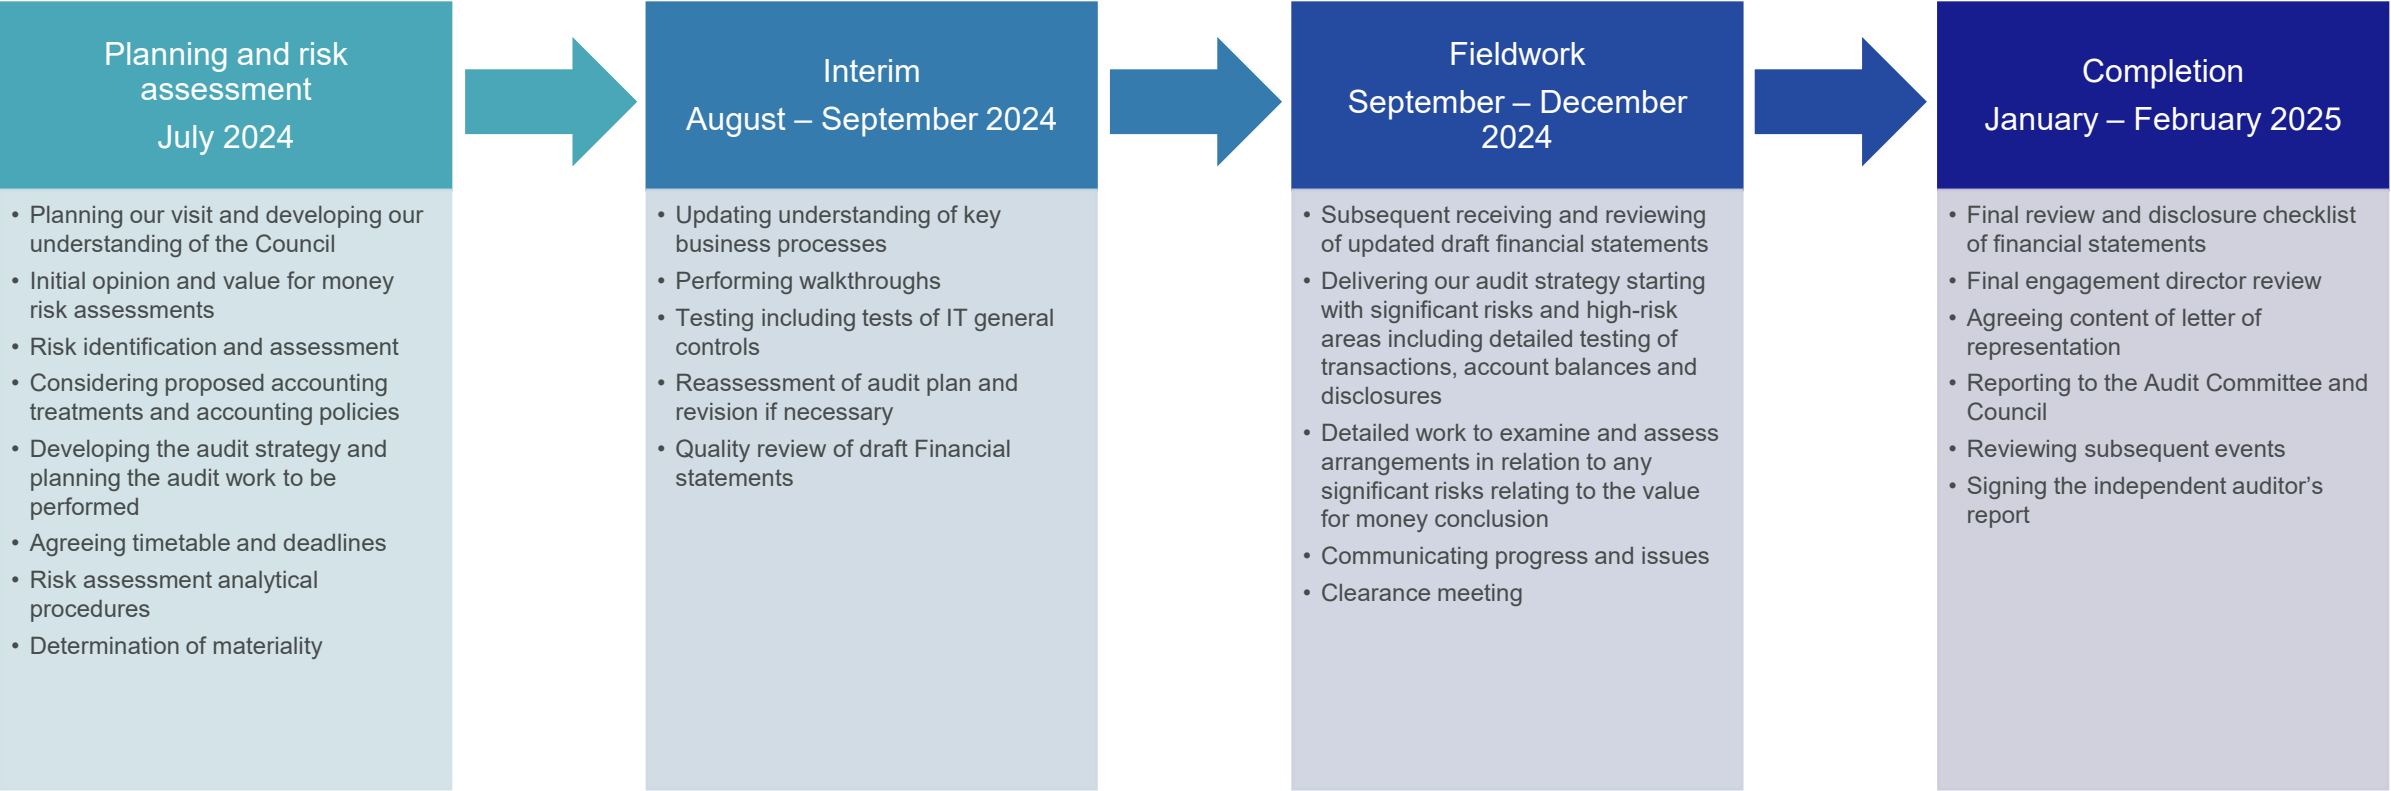 Planning and risk
assessment
July 2024
• Planning our visit and developing our
understanding of the Council
• Initial opinion and value for money
risk assessments
• Risk identification and assessment
• Considering proposed accounting
treatments and accounting policies
• Developing the audit strategy and
planning the audit work to be
performed
• Agreeing timetable and deadlines
• Risk assessment analytical
procedures
• Determination of materiality
Interim
August – September 2024
• Updating understanding of key
business processes
• Performing walkthroughs
• Testing including tests of IT general
controls
• Reassessment of audit plan and
revision if necessary
• Quality review of draft Financial
statements
Fieldwork
September – December
2024
• Subsequent receiving and reviewing
of updated draft financial statements
• Delivering our audit strategy starting
with significant risks and high-risk
areas including detailed testing of
transactions, account balances and
disclosures
• Detailed work to examine and assess
arrangements in relation to any
significant risks relating to the value
for money conclusion
• Communicating progress and issues
• Clearance meeting
Completion
January – February 2025
• Final review and disclosure checklist
of financial statements
• Final engagement director review
• Agreeing content of letter of
representation
• Reporting to the Audit Committee and
Council
• Reviewing subsequent events
• Signing the independent auditor’s
report